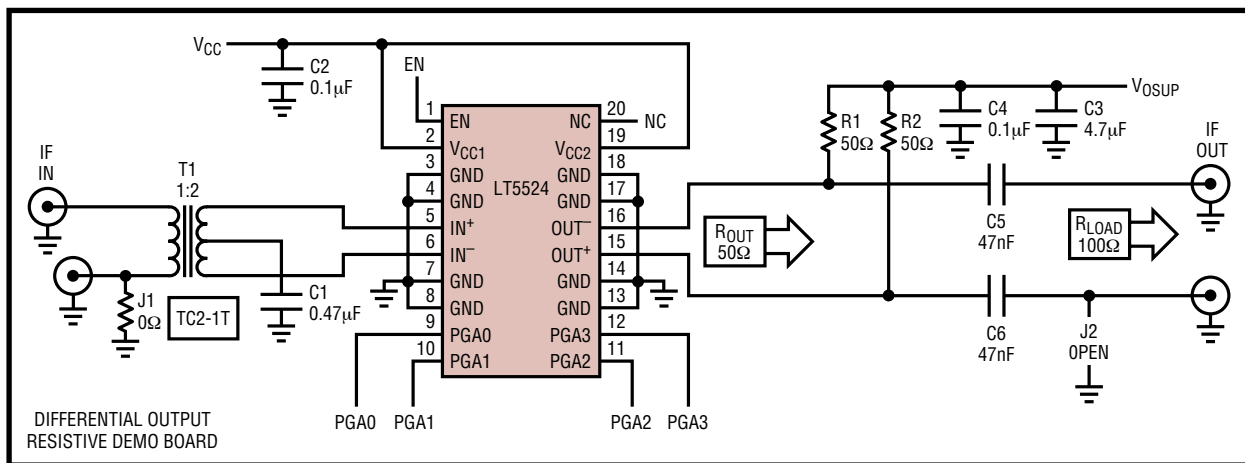 VCC
C2
0.1µF
EN
IF
IN
T1
1:2
J1
0Ω
TC2-1T
C1
0.47µF
LT5524
1
EN
2
VCC1
3
GND
4
GND
5
IN+
6
IN−
7
GND
8
GND
9
PGA0
10
PGA1
20
NC
NC
19
VCC2
18
GND
17
GND
16
OUT−
15
OUT+
14
GND
13
GND
12
PGA3
11
PGA2
PGA0
PGA1
PGA2
PGA3
R1
50Ω
R2
50Ω
C4
0.1µF
C3
4.7µF
VOSUP
IF
OUT
ROUT
50Ω
C5
47nF
RLOAD
100Ω
C6
47nF
J2
OPEN
DIFFERENTIAL OUTPUT
RESISTIVE DEMO BOARD